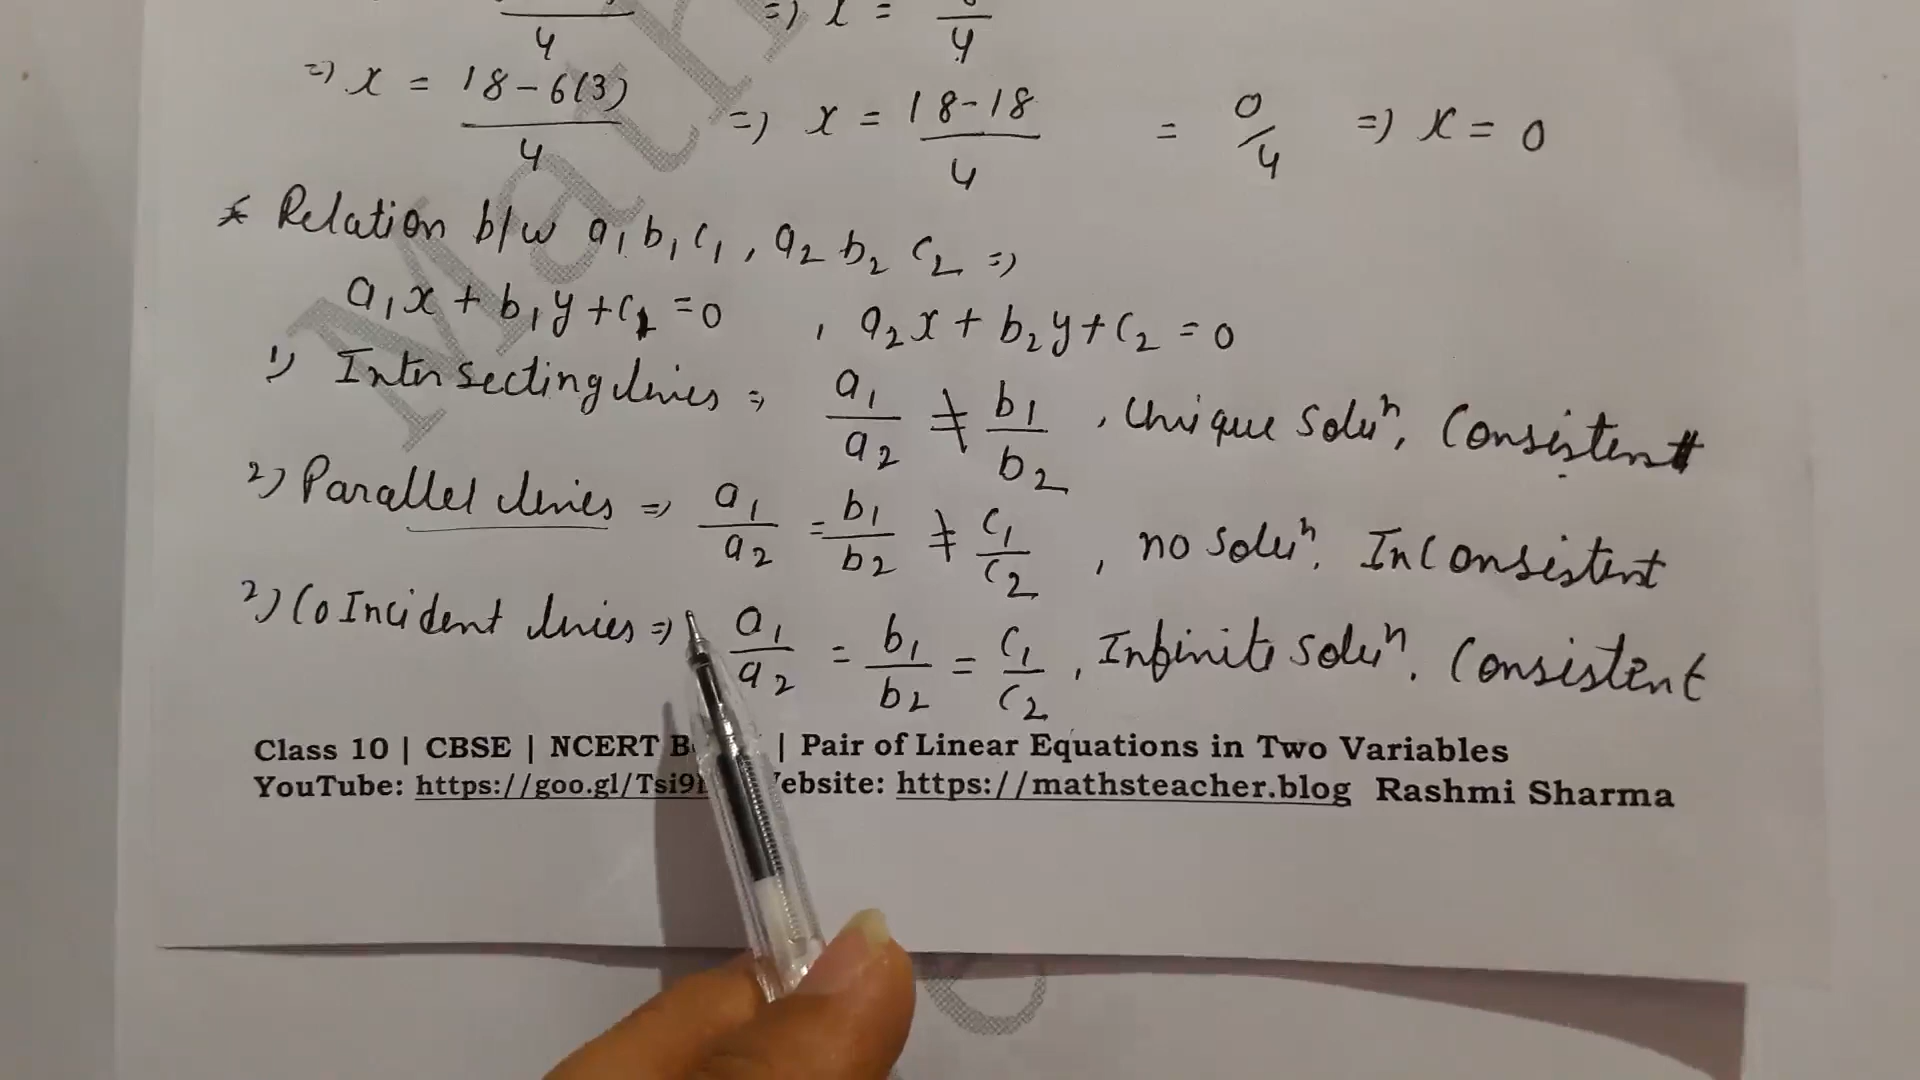 4 => x = 4
=> x = 18-6(3)/4 => x = 18-18/4 = 0/4 => x = 0
* Relation b/w a₁ b₁ c₁, a₂ b₂ c₂ =>
a₁x + b₁y + c₁ = 0 , a₂x + b₂y + c₂ = 0
1) Intersecting lines => a₁/a₂ ≠ b₁/b₂ , Unique Soluⁿ, Consistent
2) Parallel lines => a₁/a₂ = b₁/b₂ ≠ c₁/c₂ , no Soluⁿ. InConsistent
2) CoIncident lines => a₁/a₂ = b₁/b₂ = c₁/c₂ , Infinite Soluⁿ. Consistent
Class 10 | CBSE | NCERT | Pair of Linear Equations in Two Variables
YouTube: https://goo.gl/Tsi9 ebsite: https://mathsteacher.blog Rashmi Sharma